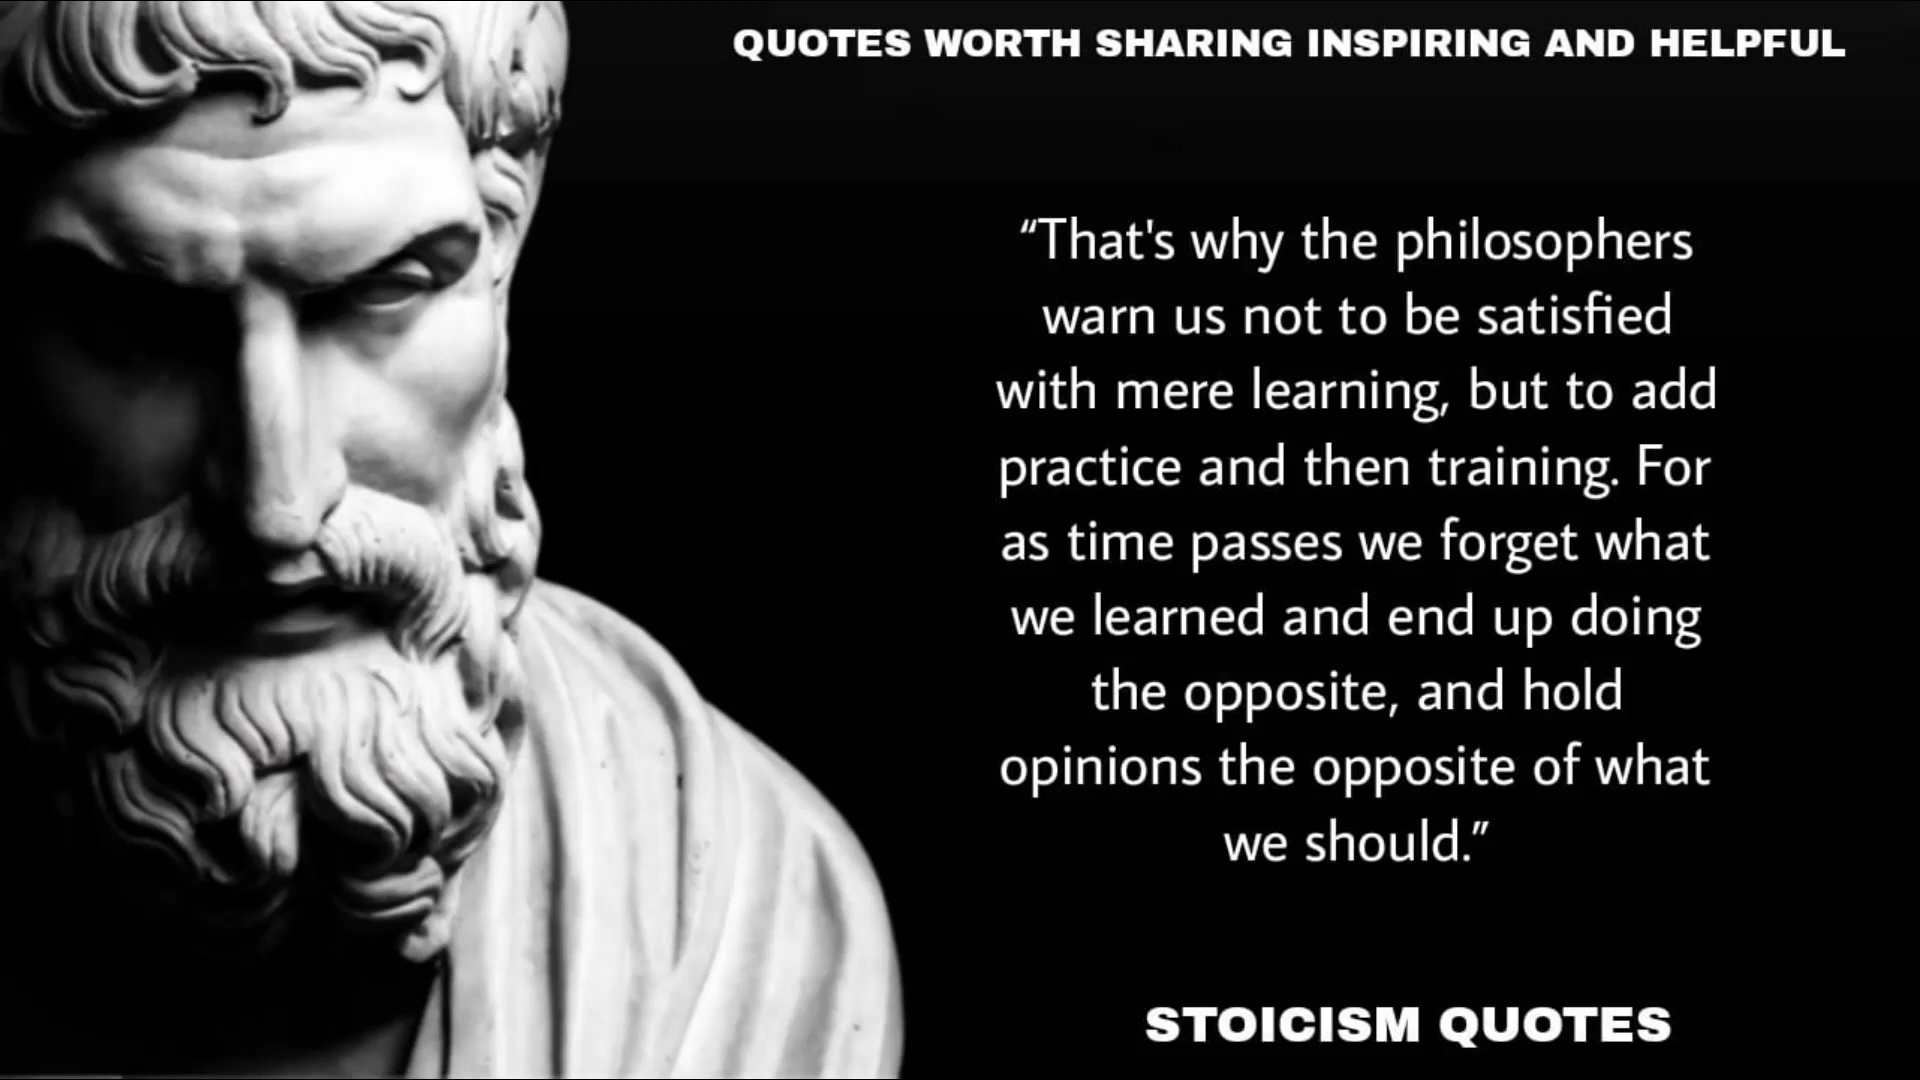 QUOTES WORTH SHARING INSPIRING AND HELPFUL
“That's why the philosophers
warn us not to be satisfied
with mere learning, but to add
practice and then training. For
as time passes we forget what
we learned and end up doing
the opposite, and hold
opinions the opposite of what
we should.”
STOICISM QUOTES